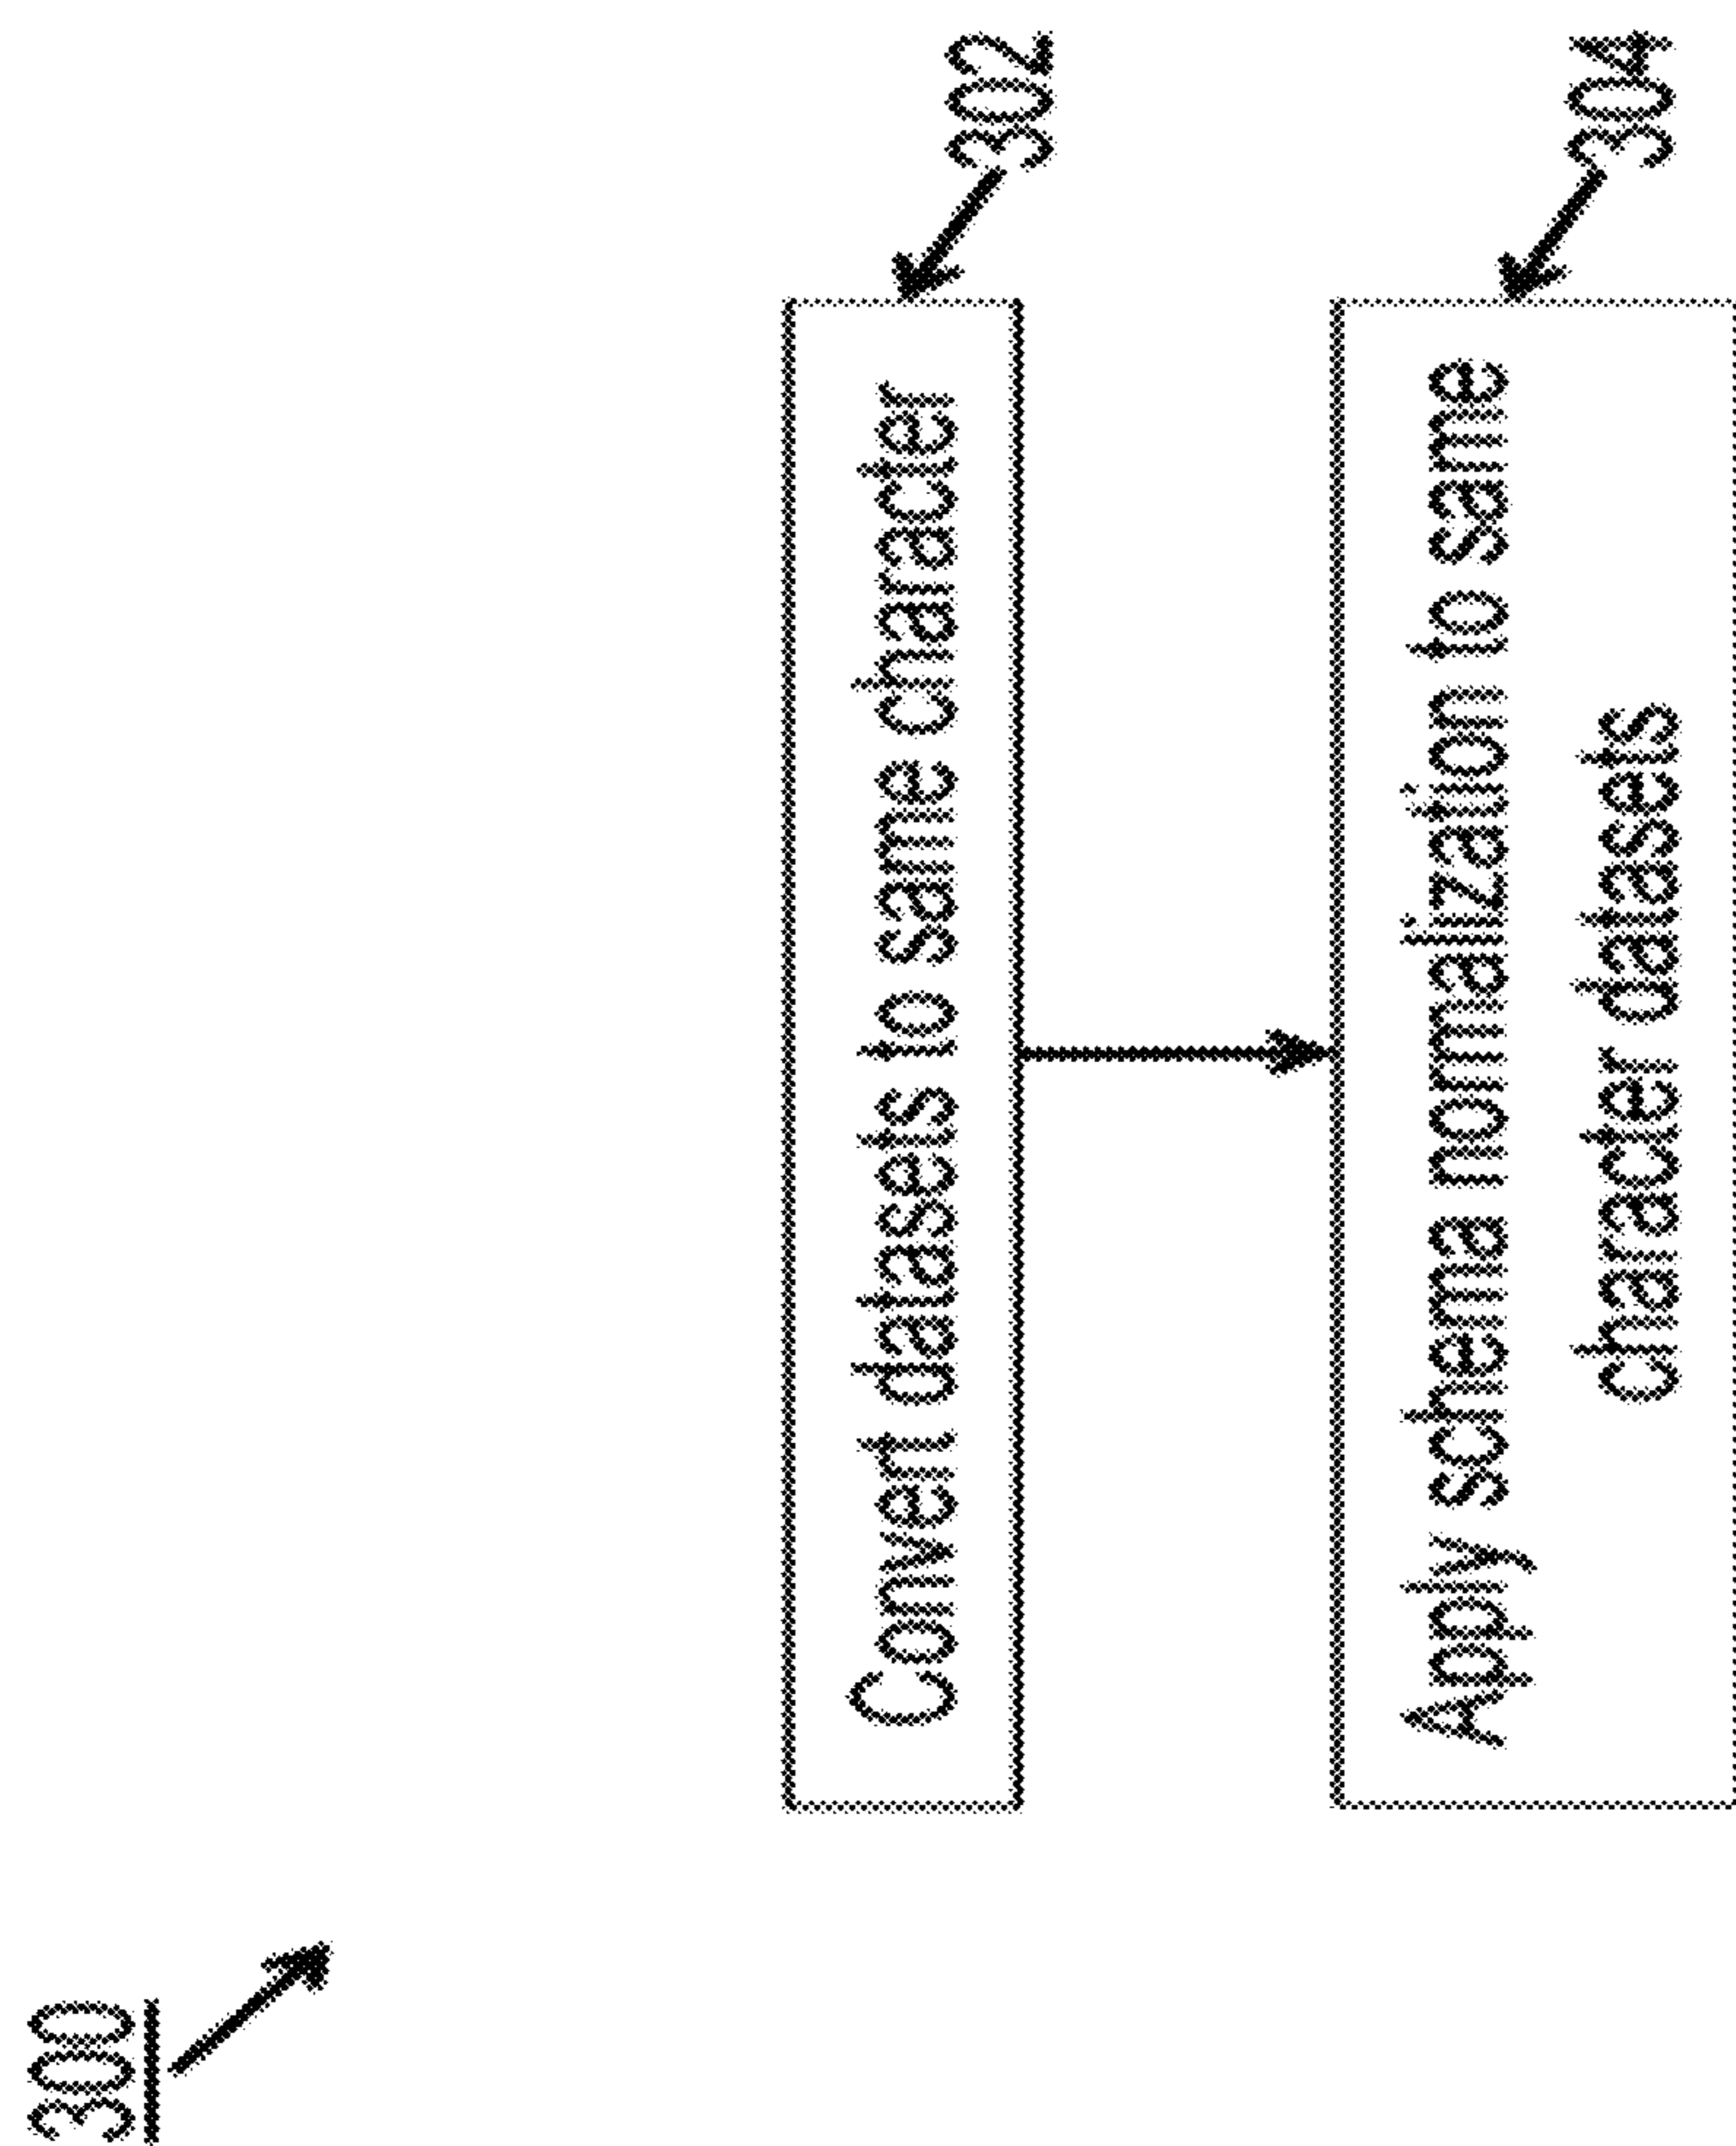 300
Convert datasets to same character
302
Apply schema normalization to same
character datasets
304